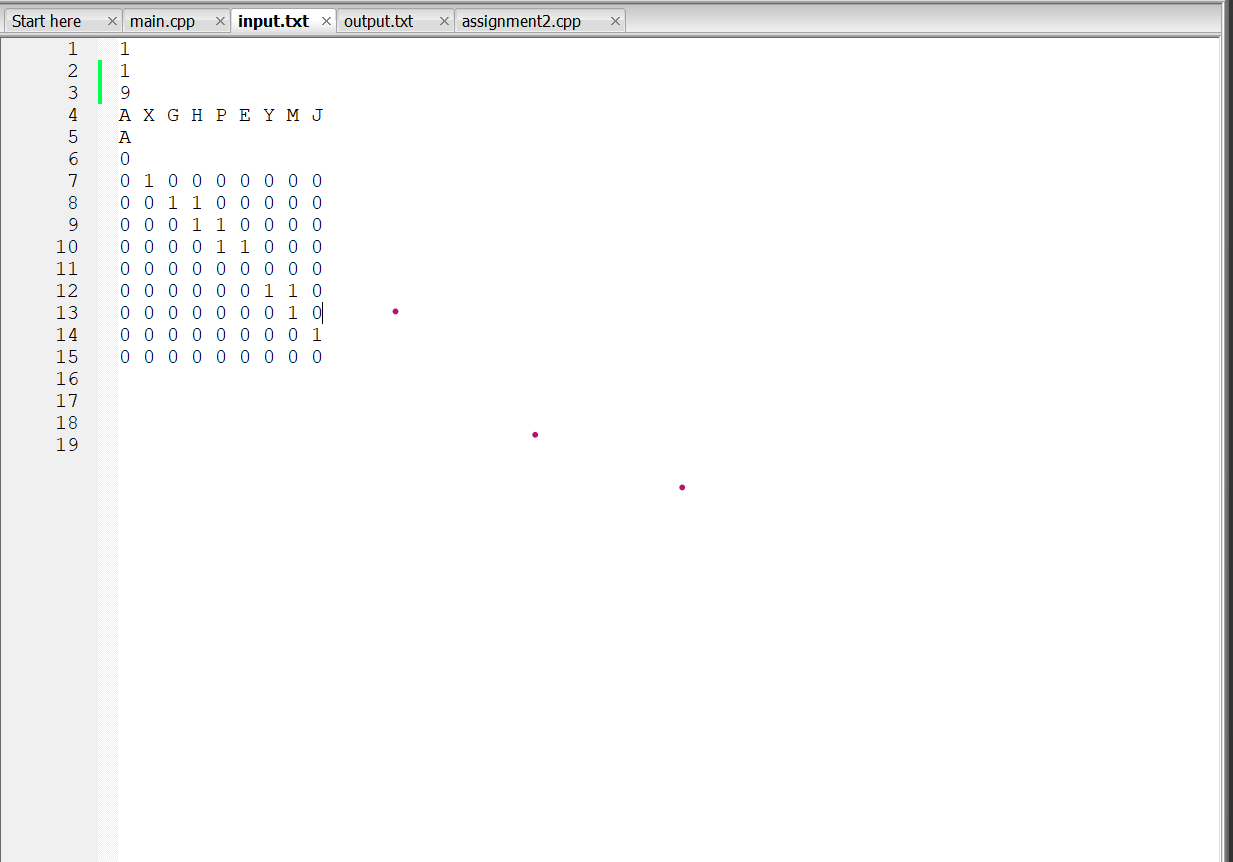 Start here × main.cpp × input.txt × output.txt × assignment2.cpp ×
1 1
2 1
3 9
4 A X G H P E Y M J
5 A
6 0
7 0 1 0 0 0 0 0 0 0
8 0 0 1 1 0 0 0 0 0
9 0 0 0 1 1 0 0 0 0
10 0 0 0 0 1 1 0 0 0
11 0 0 0 0 0 0 0 0 0
12 0 0 0 0 0 0 1 1 0
13 0 0 0 0 0 0 0 1 0
14 0 0 0 0 0 0 0 0 1
15 0 0 0 0 0 0 0 0 0
16
17
18
19